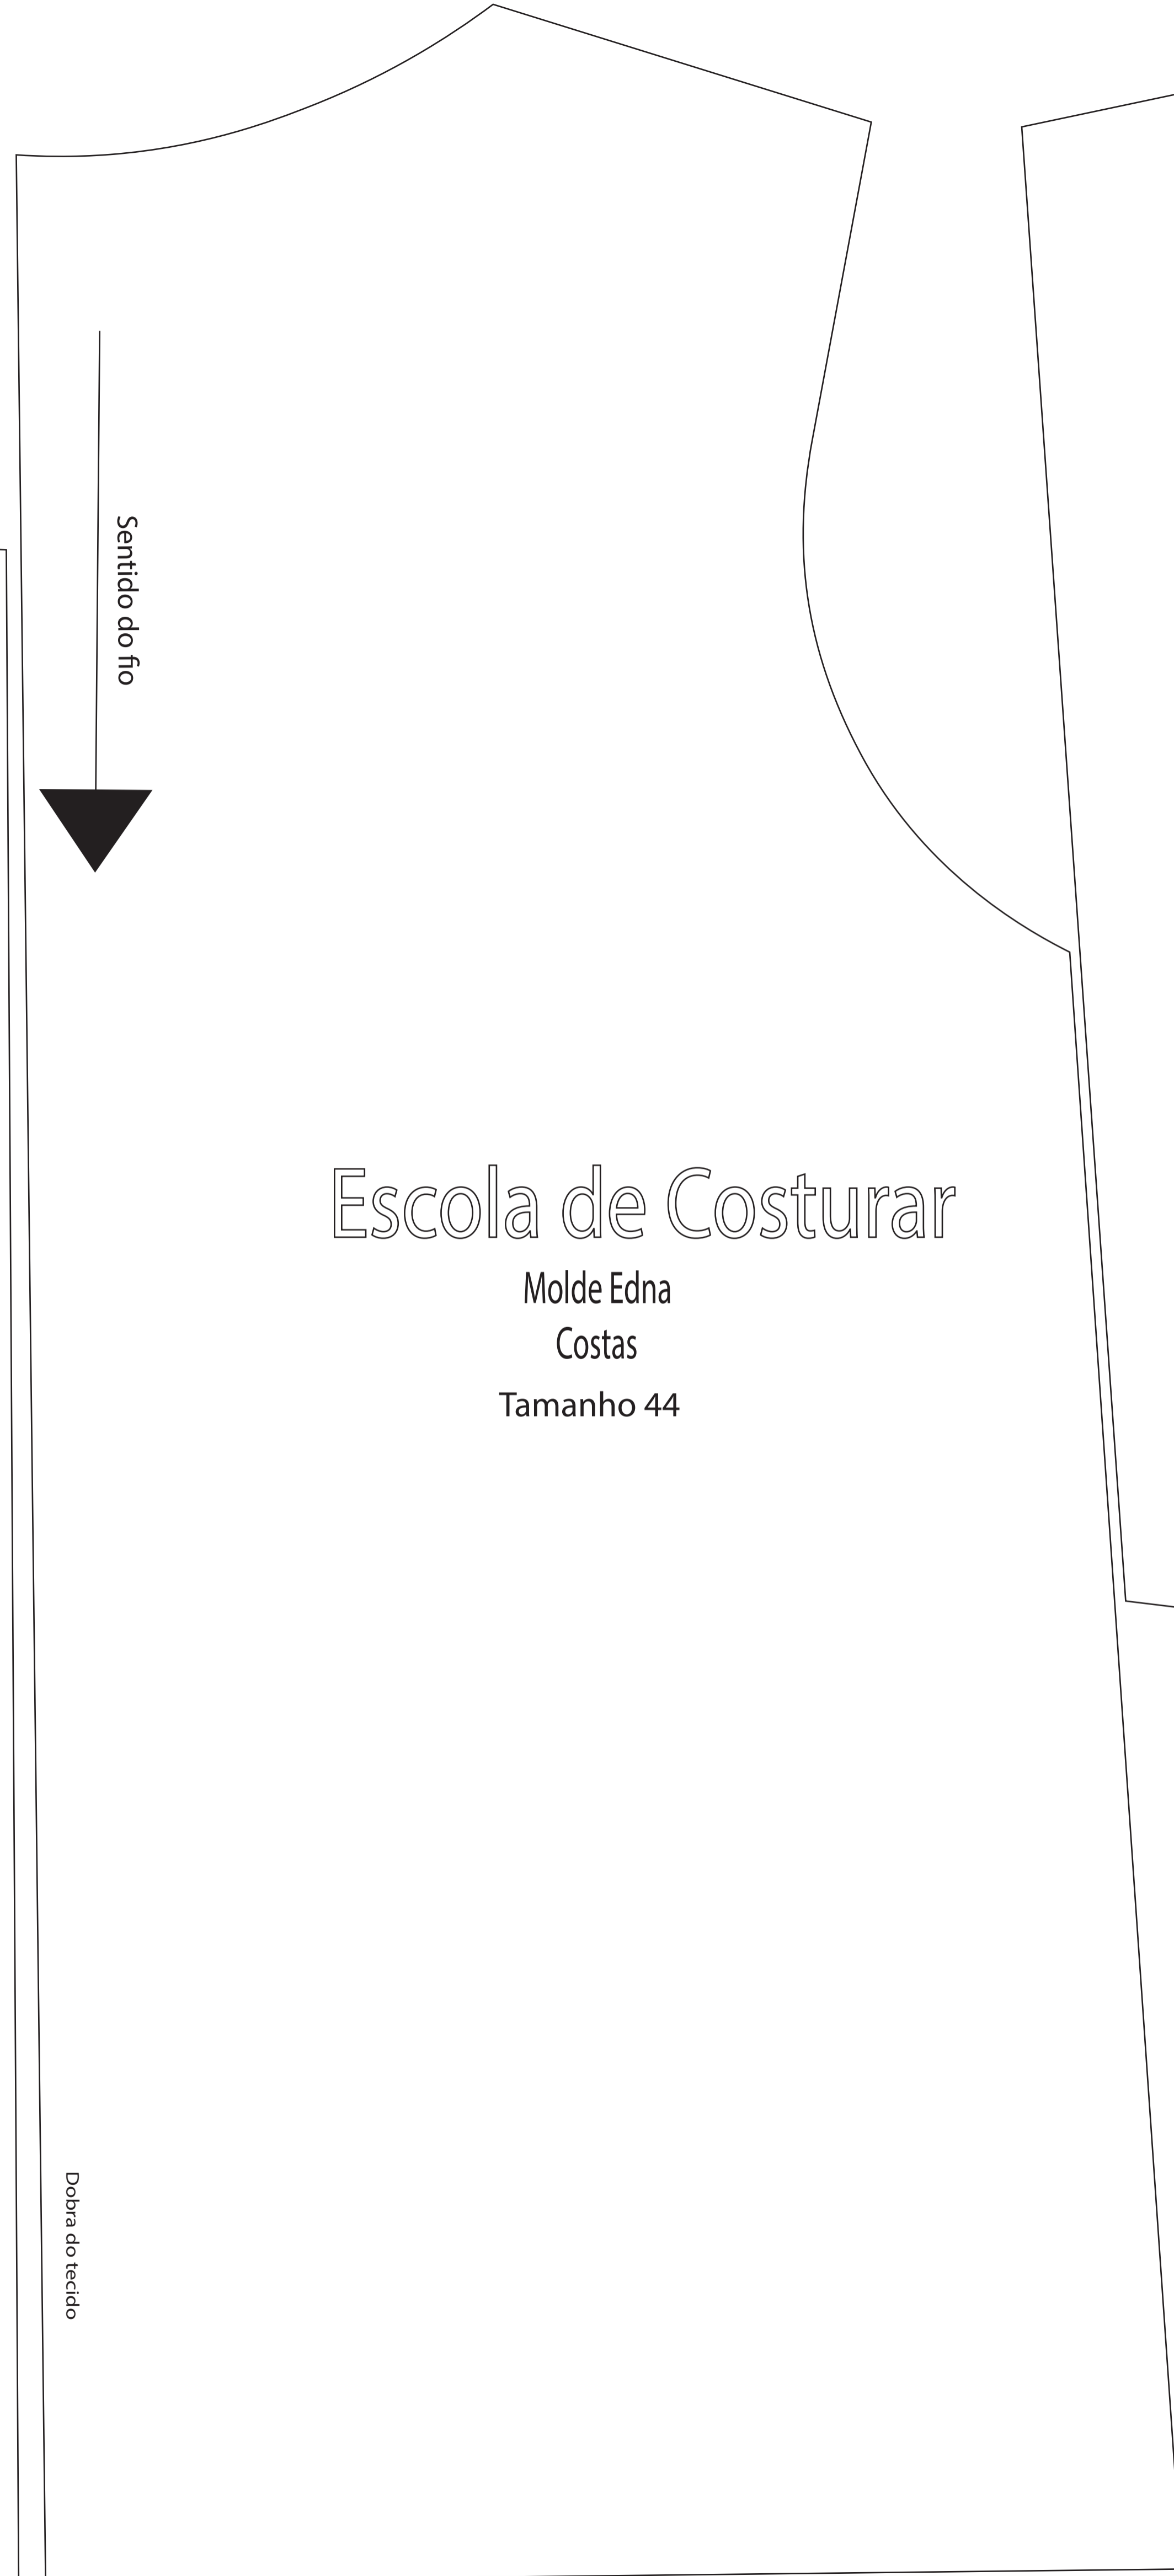 Sentido do fio
Escola de Costurar
Molde Edna
Costas
Tamanho 44
Dobra do tecido